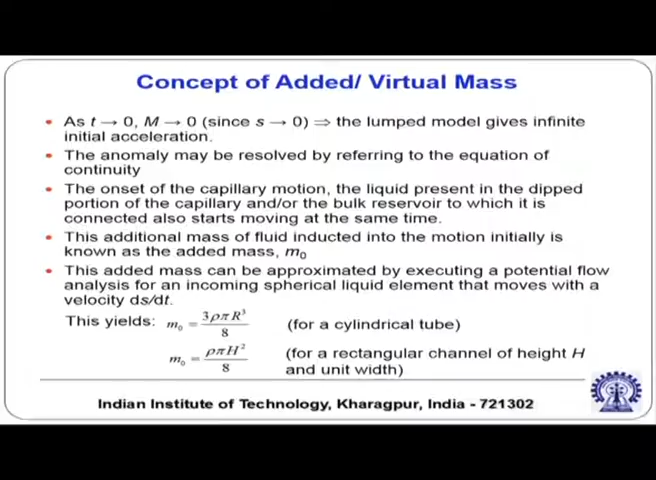 Concept of Added/ Virtual Mass
• As t → 0, M → 0 (since s → 0) ⇒ the lumped model gives infinite
initial acceleration.
• The anomaly may be resolved by referring to the equation of
continuity
• The onset of the capillary motion, the liquid present in the dipped
portion of the capillary and/or the bulk reservoir to which it is
connected also starts moving at the same time.
• This additional mass of fluid inducted into the motion initially is
known as the added mass, m₀
• This added mass can be approximated by executing a potential flow
analysis for an incoming spherical liquid element that moves with a
velocity ds/dt.
This yields: m₀ = 3ρπR³/8 (for a cylindrical tube)
m₀ = ρπH²/8 (for a rectangular channel of height H
and unit width)
Indian Institute of Technology, Kharagpur, India - 721302